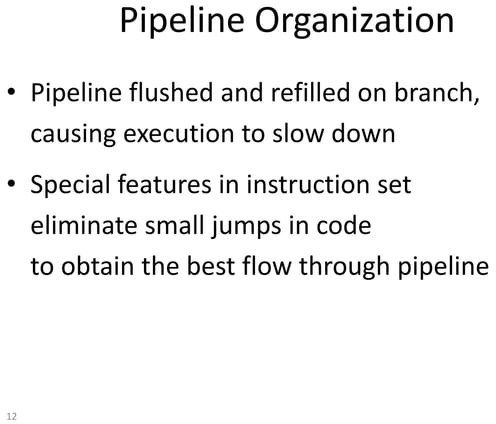 Pipeline Organization
• Pipeline flushed and refilled on branch,
causing execution to slow down
• Special features in instruction set
eliminate small jumps in code
to obtain the best flow through pipeline
12